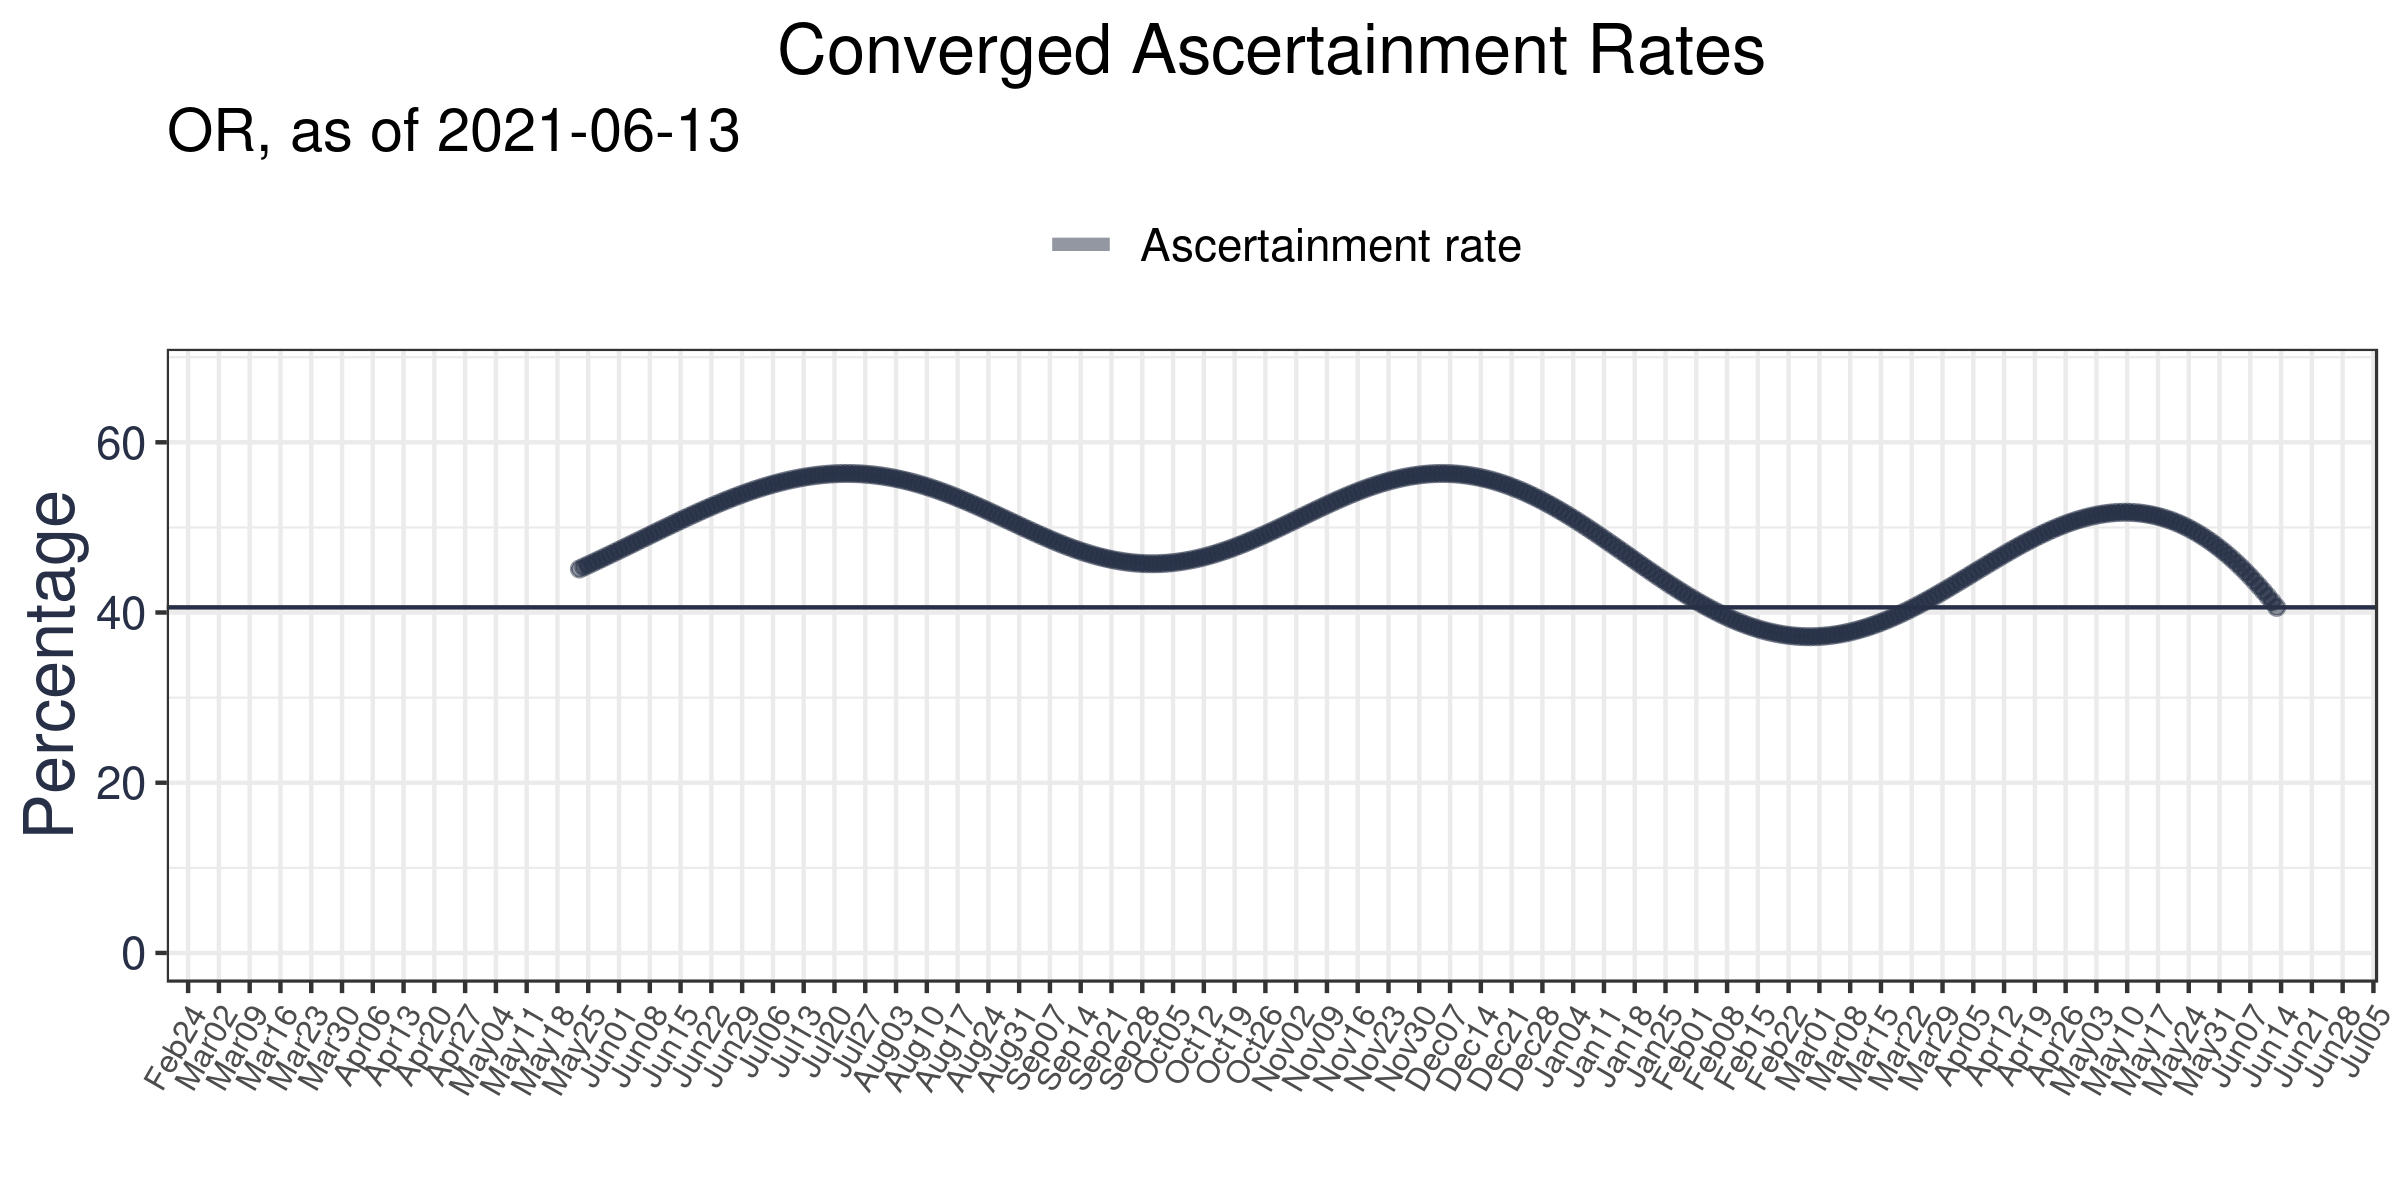 Converged Ascertainment Rates
OR, as of 2021-06-13
Ascertainment rate
Percentage
60
40
20
0
Feb24
Mar02
Mar09
Mar16
Mar23
Mar30
Apr06
Apr13
Apr20
Apr27
May04
May11
May18
May25
Jun01
Jun08
Jun15
Jun22
Jun29
Jul06
Jul13
Jul20
Jul27
Aug03
Aug10
Aug17
Aug24
Aug31
Sep07
Sep14
Sep21
Sep28
Oct05
Oct12
Oct19
Oct26
Nov02
Nov09
Nov16
Nov23
Nov30
Dec07
Dec14
Dec21
Dec28
Jan04
Jan11
Jan18
Jan25
Feb01
Feb08
Feb15
Feb22
Mar01
Mar08
Mar15
Mar22
Mar29
Apr05
Apr12
Apr19
Apr26
May03
May10
May17
May24
May31
Jun07
Jun14
Jun21
Jun28
Jul05